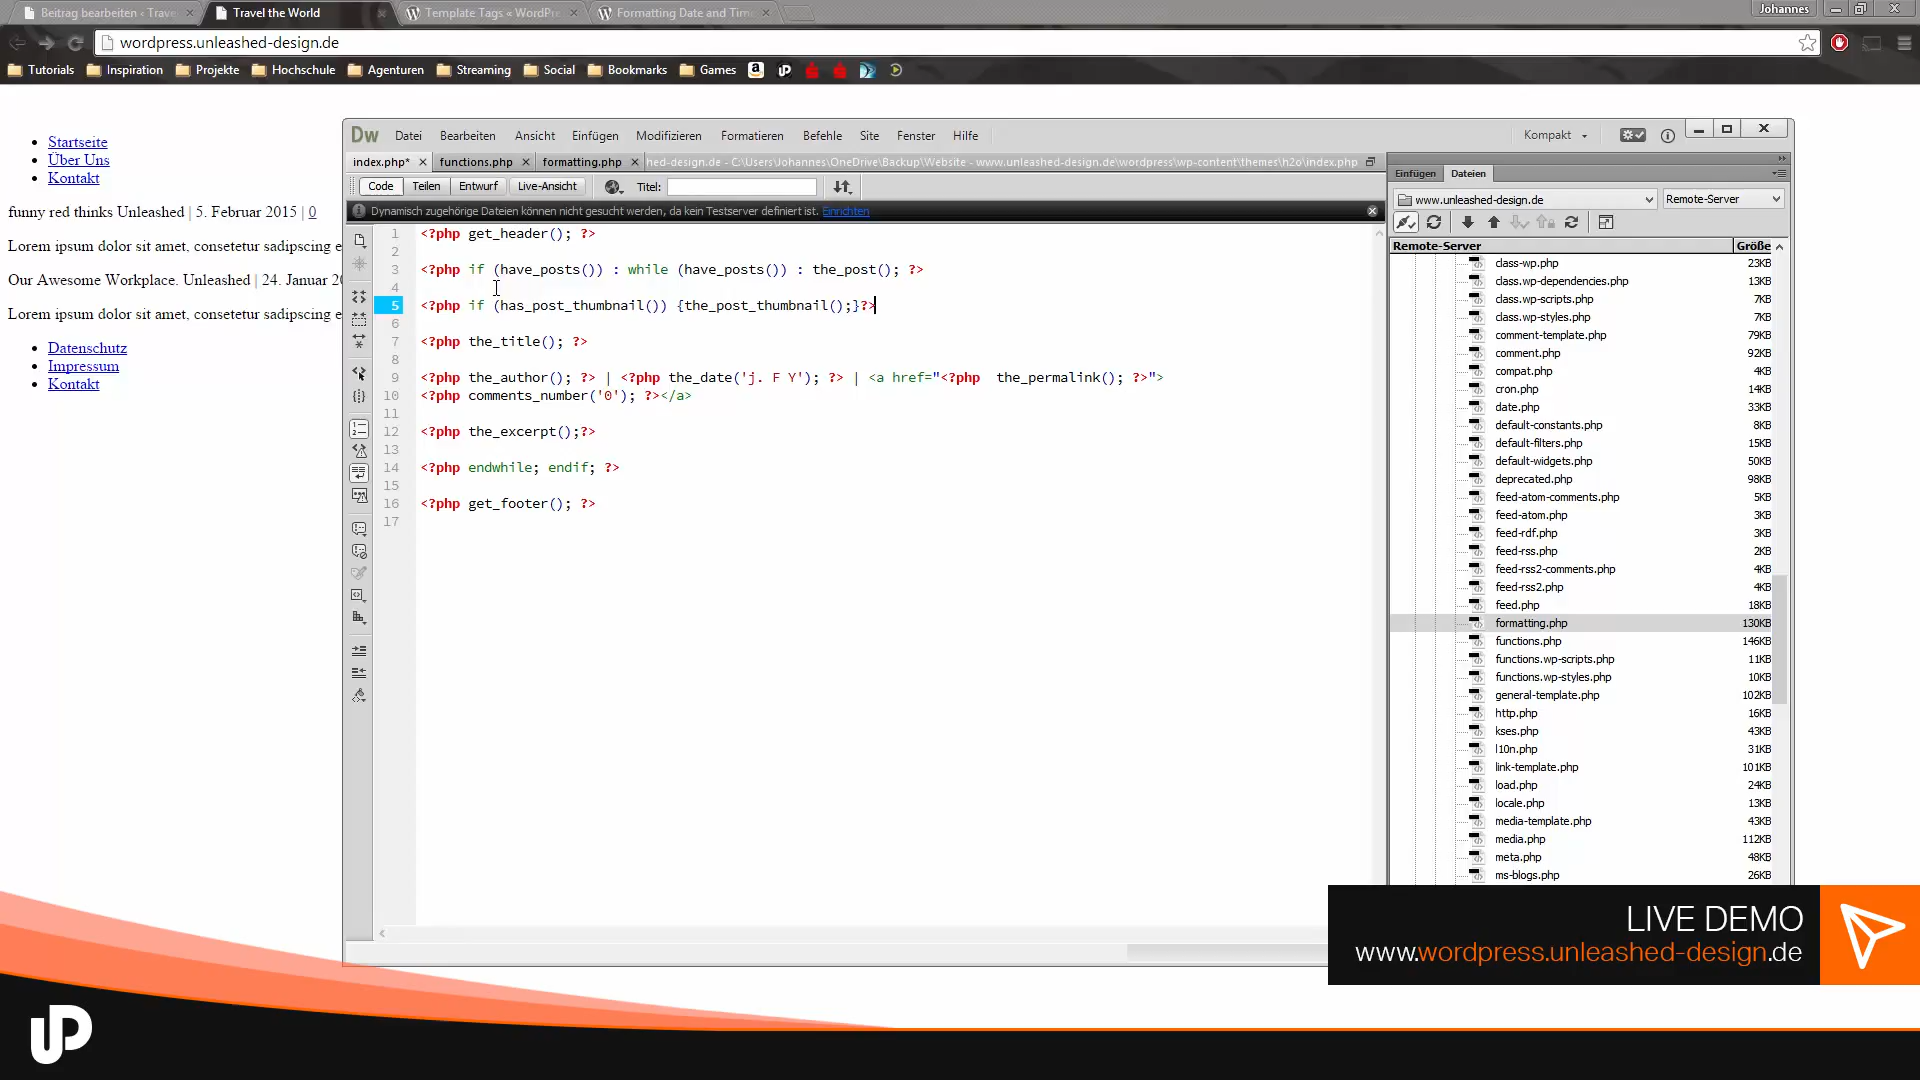 Beitrag bearbeiten ‹ Trave
Travel the World
Template Tags « WordPr
Formatting Date and Tim
Johannes
wordpress.unleashed-design.de
Tutorials
Inspiration
Projekte
Hochschule
Agenturen
Streaming
Social
Bookmarks
Games
Startseite
Über Uns
Kontakt
funny red thinks Unleashed | 5. Februar 2015 | 0
Lorem ipsum dolor sit amet, consetetur sadipscing e
Our Awesome Workplace. Unleashed | 24. Januar 20
Lorem ipsum dolor sit amet, consetetur sadipscing e
Datenschutz
Impressum
Kontakt
Dw
Datei
Bearbeiten
Ansicht
Einfügen
Modifizieren
Formatieren
Befehle
Site
Fenster
Hilfe
Kompakt
index.php*
functions.php
formatting.php
hed-design.de - C:\Users\Johannes\OneDrive\Backup\Website - www.unleashed-design.de\wordpress\wp-content\themes\h2o\index.php
Code
Teilen
Entwurf
Live-Ansicht
Titel:
Dynamisch zugehörige Dateien können nicht gesucht werden, da kein Testserver definiert ist. Einrichten
1 <?php get_header(); ?>
2
3 <?php if (have_posts()) : while (have_posts()) : the_post(); ?>
4
5 <?php if (has_post_thumbnail()) {the_post_thumbnail();}?>
6
7 <?php the_title(); ?>
8
9 <?php the_author(); ?> | <?php the_date('j. F Y'); ?> | <a href="<?php  the_permalink(); ?>">
10 <?php comments_number('0'); ?></a>
11
12 <?php the_excerpt();?>
13
14 <?php endwhile; endif; ?>
15
16 <?php get_footer(); ?>
17
Einfügen
Dateien
www.unleashed-design.de
Remote-Server
Remote-Server
Größe
class-wp.php 23KB
class.wp-dependencies.php 13KB
class.wp-scripts.php 7KB
class.wp-styles.php 7KB
comment-template.php 79KB
comment.php 92KB
compat.php 4KB
cron.php 14KB
date.php 33KB
default-constants.php 8KB
default-filters.php 15KB
default-widgets.php 50KB
deprecated.php 98KB
feed-atom-comments.php 5KB
feed-atom.php 3KB
feed-rdf.php 3KB
feed-rss.php 2KB
feed-rss2-comments.php 4KB
feed-rss2.php 4KB
feed.php 18KB
formatting.php 130KB
functions.php 146KB
functions.wp-scripts.php 11KB
functions.wp-styles.php 10KB
general-template.php 102KB
http.php 16KB
kses.php 43KB
l10n.php 31KB
link-template.php 101KB
load.php 24KB
locale.php 13KB
media-template.php 43KB
media.php 112KB
meta.php 48KB
ms-blogs.php 26KB
LIVE DEMO
www.wordpress.unleashed-design.de